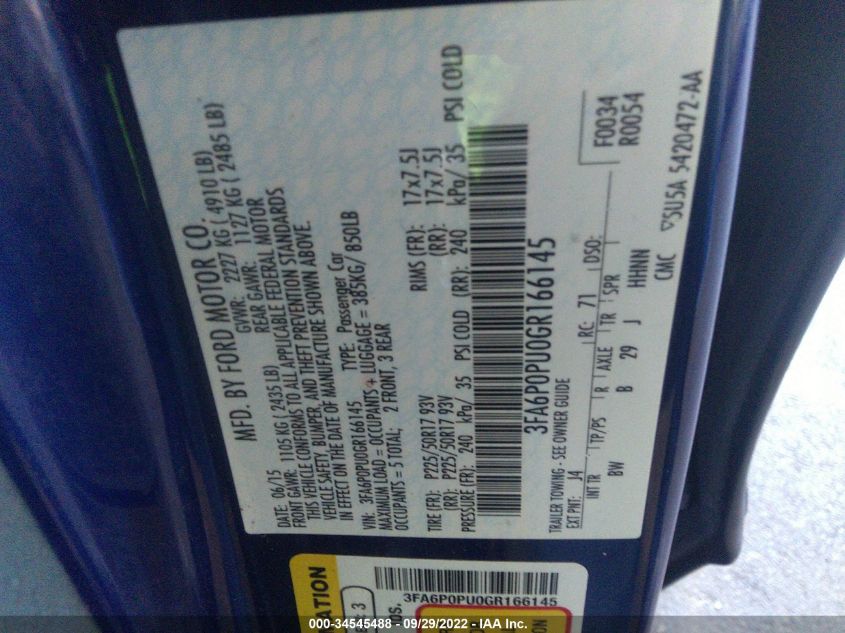 MFD. BY FORD MOTOR CO.
DATE: 06/15 GVWR: 2227 KG ( 4910 LB)
FRONT GAWR: 1105 KG ( 2435 LB) REAR GAWR: 1127 KG ( 2485 LB)
THIS VEHICLE CONFORMS TO ALL APPLICABLE FEDERAL MOTOR
VEHICLE SAFETY, BUMPER, AND THEFT PREVENTION STANDARDS
IN EFFECT ON THE DATE OF MANUFACTURE SHOWN ABOVE.
VIN: 3FA6P0PU0GR166145 TYPE: Passenger Car
MAXIMUM LOAD = OCCUPANTS + LUGGAGE = 385KG/ 850LB
OCCUPANTS = 5 TOTAL; 2 FRONT, 3 REAR
TIRE (FR): P225/50R17 93V RIMS (FR): 17x7.5J
(RR): P225/50R17 93V (RR): 17x7.5J
PRESSURE (FR): 240 kPa/ 35 PSI COLD (RR): 240 kPa/ 35 PSI COLD
3FA6P0PU0GR166145
TRAILER TOWING - SEE OWNER GUIDE F0034
EXT PNT: J4 RC: 71 DSO: R0054
INT TR TP/PS R AXLE TR SPR
BW B 29 J HHNN
CMC 5U5A 5420472-AA
3FA6P0PU0GR166145
000-34545488 - 09/29/2022 - IAA Inc.